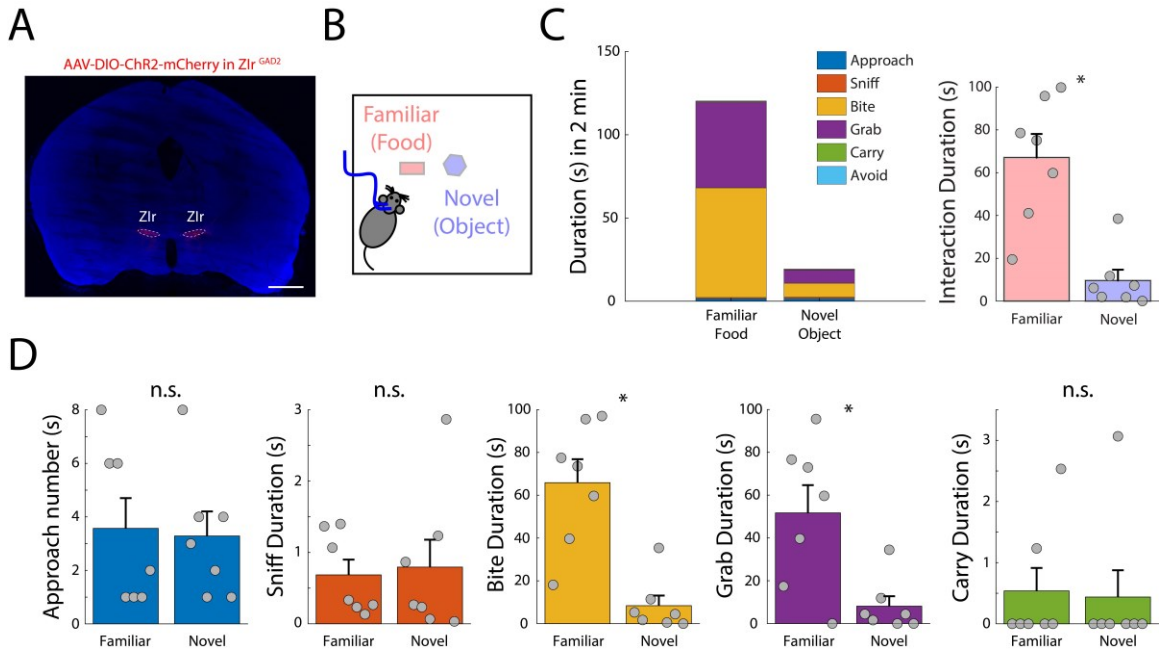 A
AAV-DIO-ChR2-mCherry in ZIr GAD2
ZIr
ZIr
B
Familiar
(Food)
Novel
(Object)
C
Duration (s) in 2 min
150
100
50
0
Familiar
Food
Novel
Object
Approach
Sniff
Bite
Grab
Carry
Avoid
Interaction Duration (s)
100
80
60
40
20
0
*
Familiar
Novel
D
n.s.
Approach number (s)
8
6
4
2
0
Familiar
Novel
n.s.
Sniff Duration (s)
3
2
1
0
Familiar
Novel
*
Bite Duration (s)
100
80
60
40
20
0
Familiar
Novel
*
Grab Duration (s)
100
80
60
40
20
0
Familiar
Novel
n.s.
Carry Duration (s)
3
2
1
0
Familiar
Novel